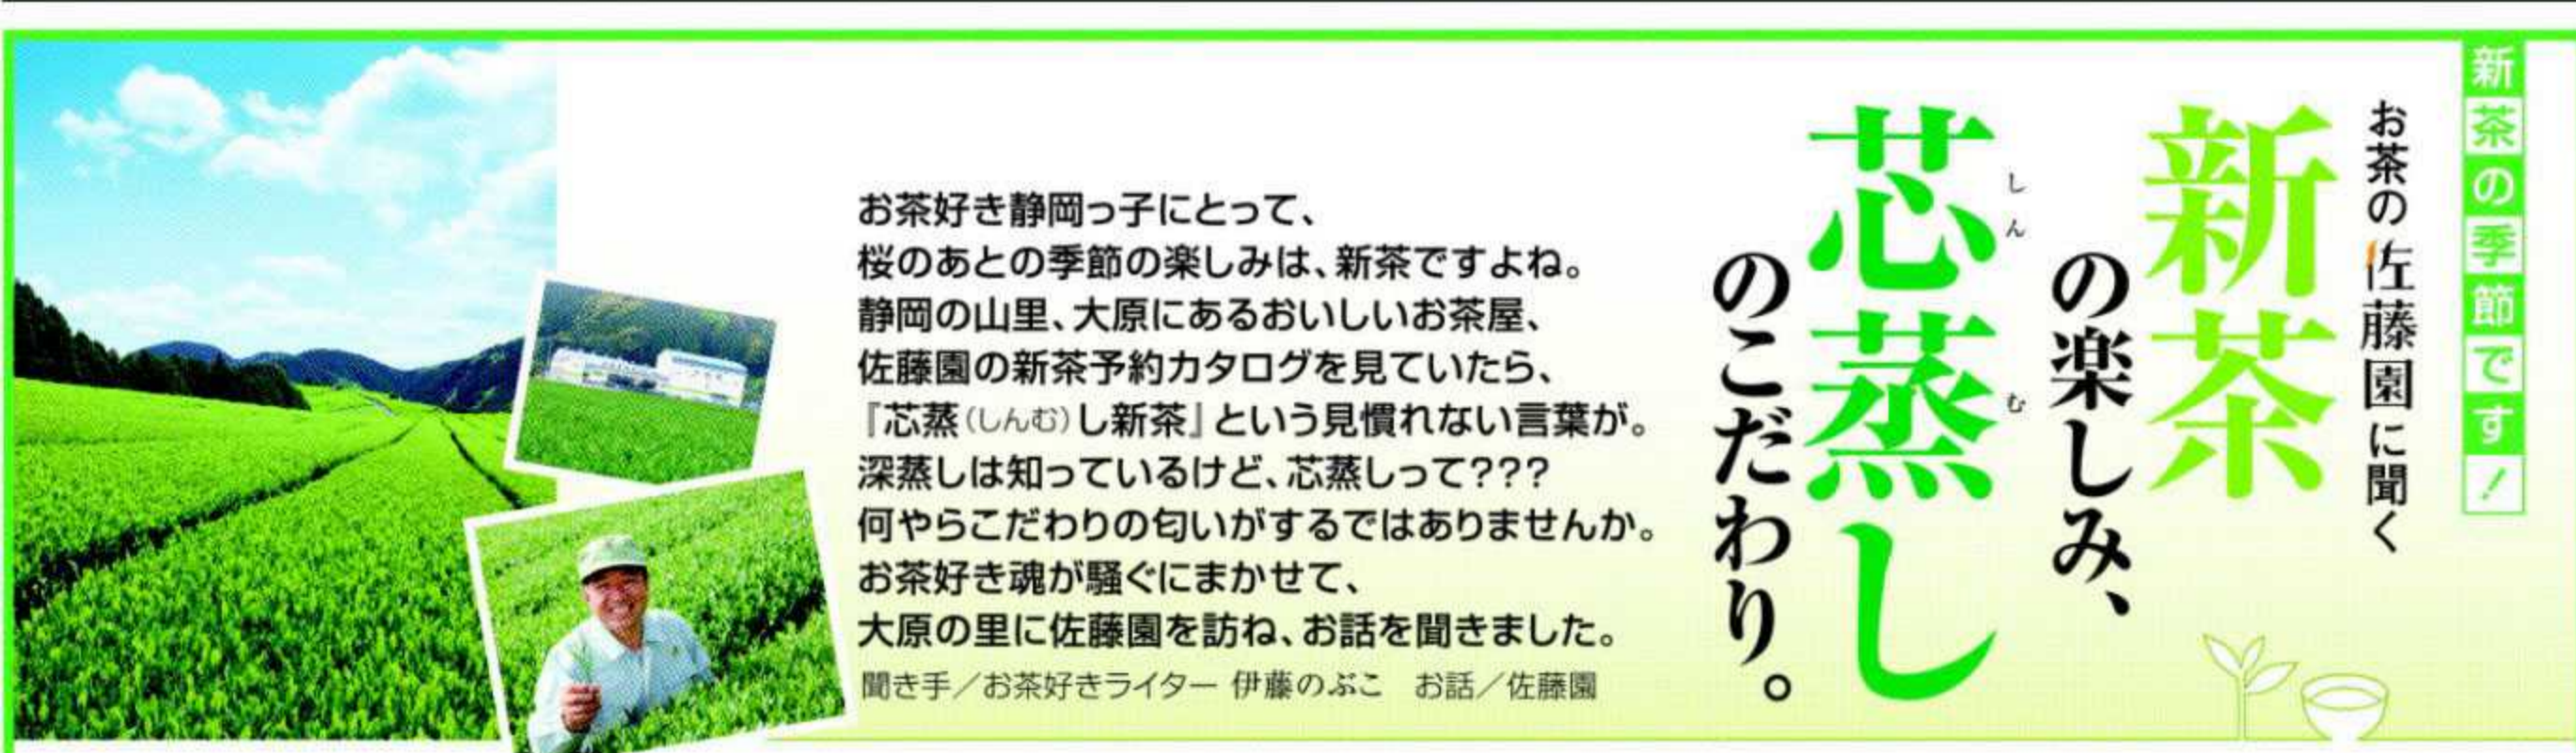 新茶の季節です!
お茶の佐藤園に聞く
新茶
の楽しみ、
しんむ
芯蒸し
のこだわり。
お茶好き静岡っ子にとって、
桜のあとの季節の楽しみは、新茶ですよね。
静岡の山里、大原にあるおいしいお茶屋、
佐藤園の新茶予約カタログを見ていたら、
『芯蒸(しんむ)し新茶』という見慣れない言葉が。
深蒸しは知っているけど、芯蒸しって???
何やらこだわりの匂いがするではありませんか。
お茶好き魂が騒ぐにまかせて、
大原の里に佐藤園を訪ね、お話を聞きました。
聞き手/お茶好きライター 伊藤のぶこ　お話/佐藤園